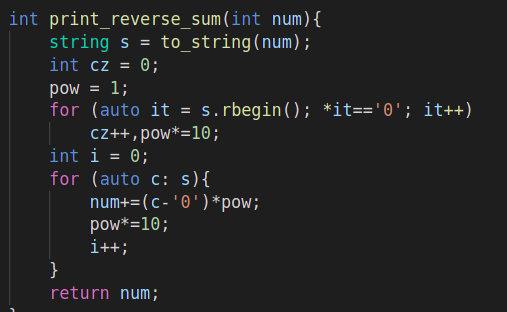 int print_reverse_sum(int num){
    string s = to_string(num);
    int cz = 0;
    pow = 1;
    for (auto it = s.rbegin(); *it=='0'; it++)
        cz++,pow*=10;
    int i = 0;
    for (auto c: s){
        num+=(c-'0')*pow;
        pow*=10;
        i++;
    }
    return num;
}